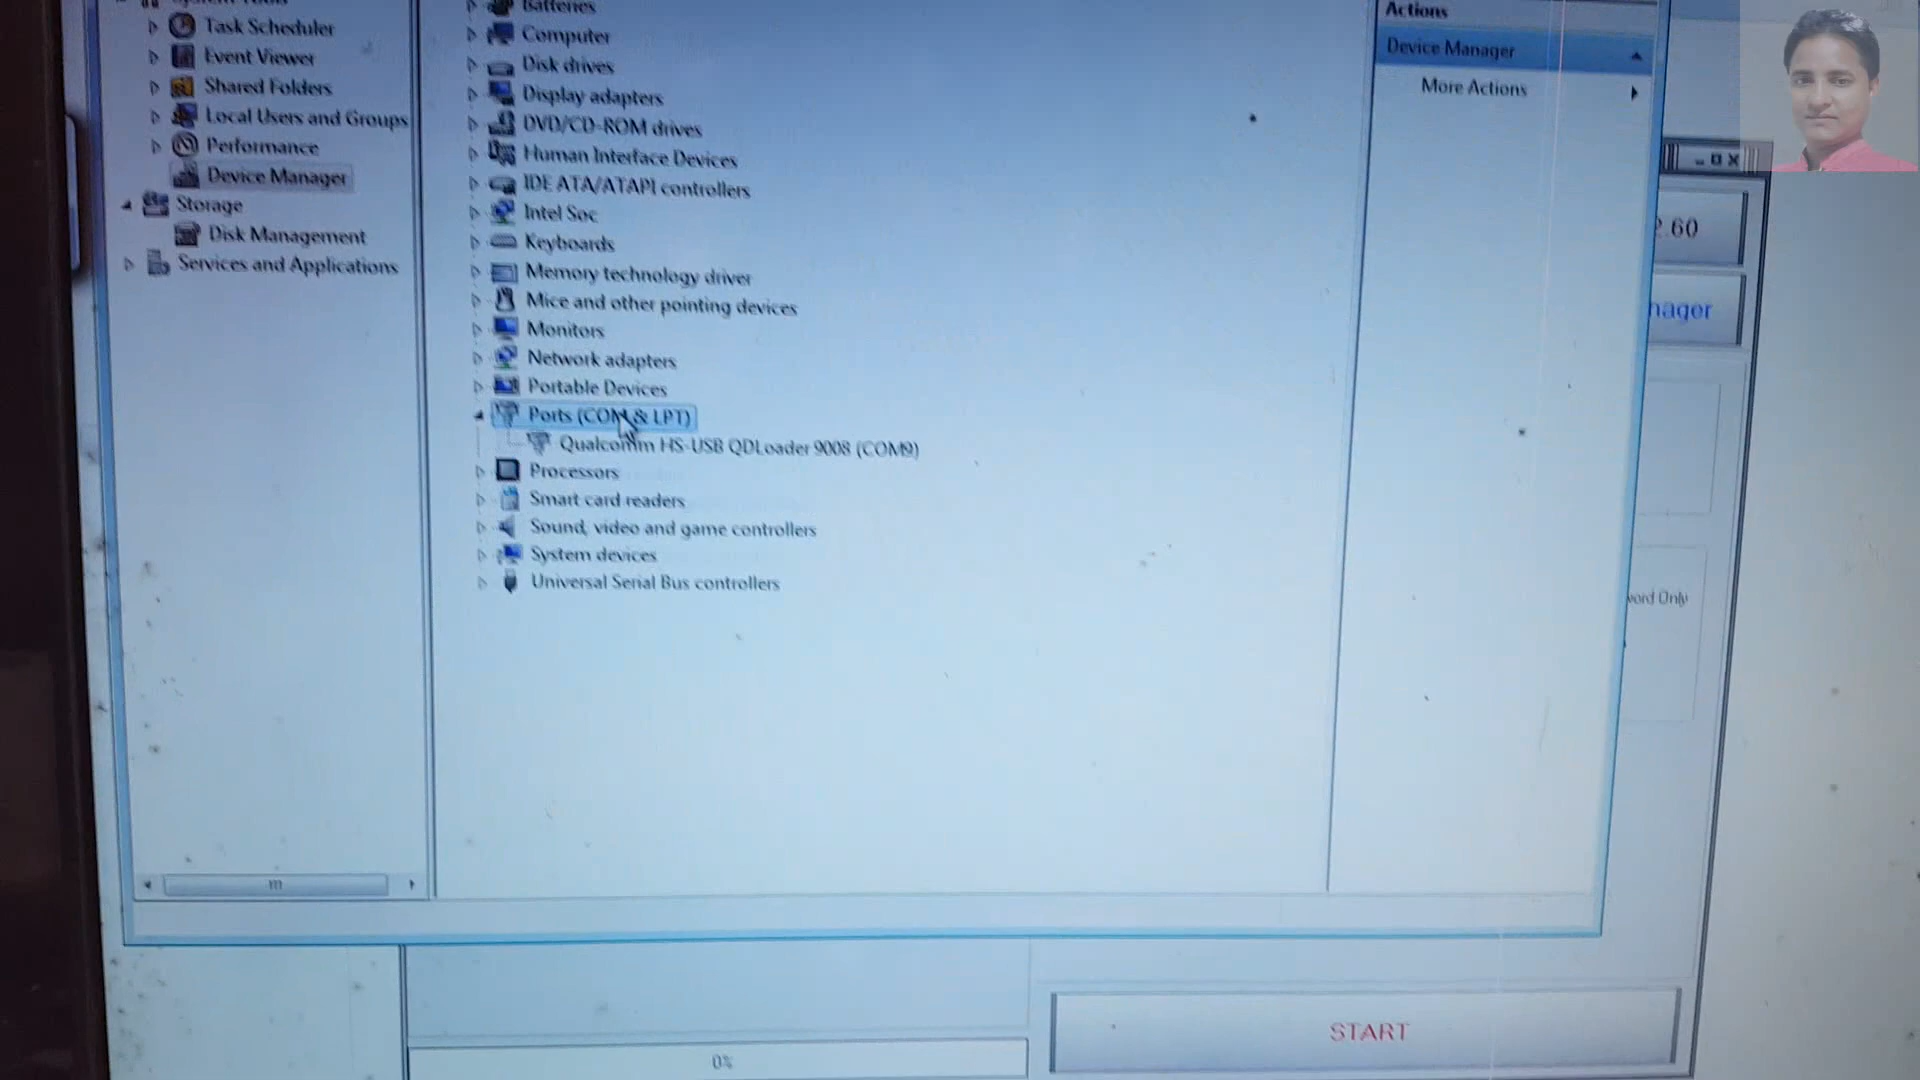 Task Scheduler
Event Viewer
Shared Folders
Local Users and Groups
Performance
Device Manager
Storage
Disk Management
Services and Applications
Batteries
Computer
Disk drives
Display adapters
DVD/CD-ROM drives
Human Interface Devices
IDE ATA/ATAPI controllers
Intel Soc
Keyboards
Memory technology driver
Mice and other pointing devices
Monitors
Network adapters
Portable Devices
Ports (COM & LPT)
Qualcomm HS-USB QDLoader 9008 (COM9)
Processors
Smart card readers
Sound, video and game controllers
System devices
Universal Serial Bus controllers
Actions
Device Manager
More Actions
2.60
nager
word Only
0%
START